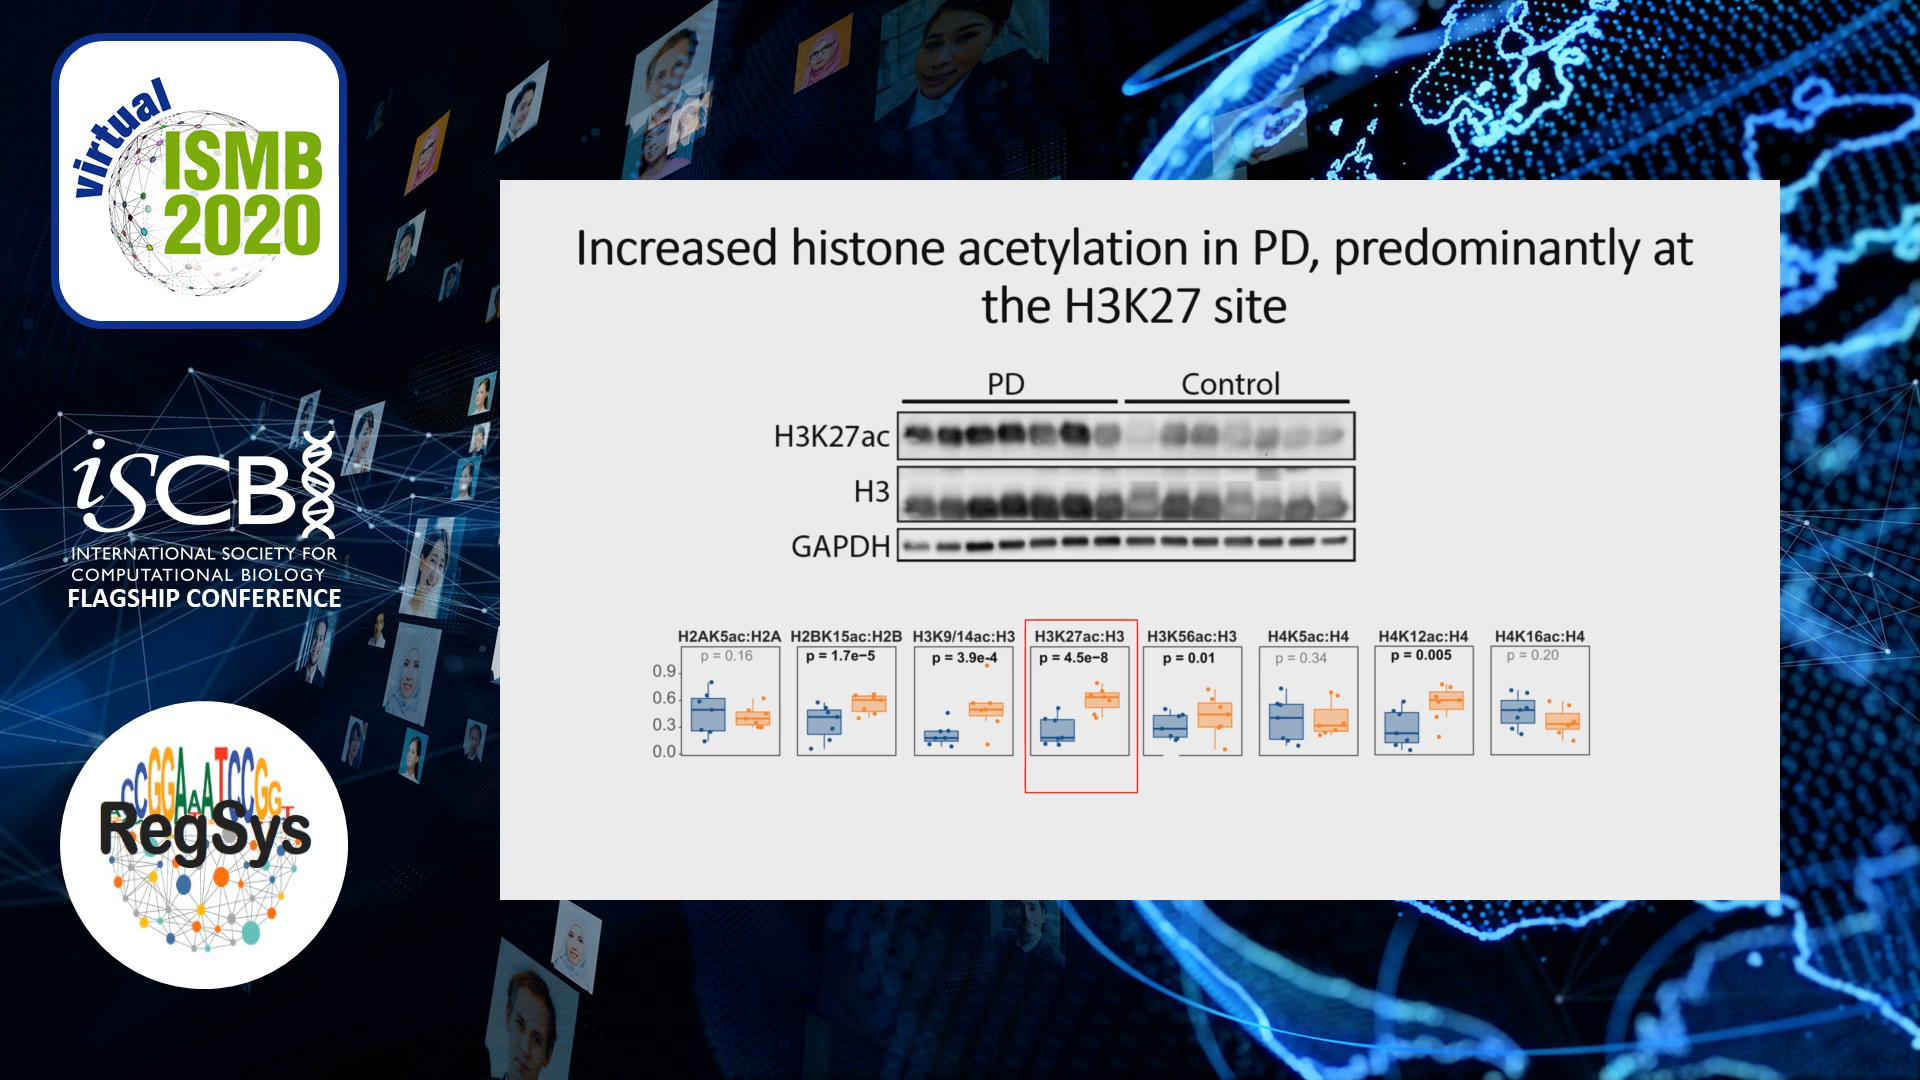 virtual
ISMB
2020
iSCB
INTERNATIONAL SOCIETY FOR
COMPUTATIONAL BIOLOGY
FLAGSHIP CONFERENCE
CCGGAAATCCGGT
RegSys
Increased histone acetylation in PD, predominantly at
the H3K27 site
PD Control
H3K27ac
H3
GAPDH
H2AK5ac:H2A H2BK15ac:H2B H3K9/14ac:H3 H3K27ac:H3 H3K56ac:H3 H4K5ac:H4 H4K12ac:H4 H4K16ac:H4
p = 0.16 p = 1.7e−5 p = 3.9e-4 p = 4.5e−8 p = 0.01 p = 0.34 p = 0.005 p = 0.20
0.9
0.6
0.3
0.0